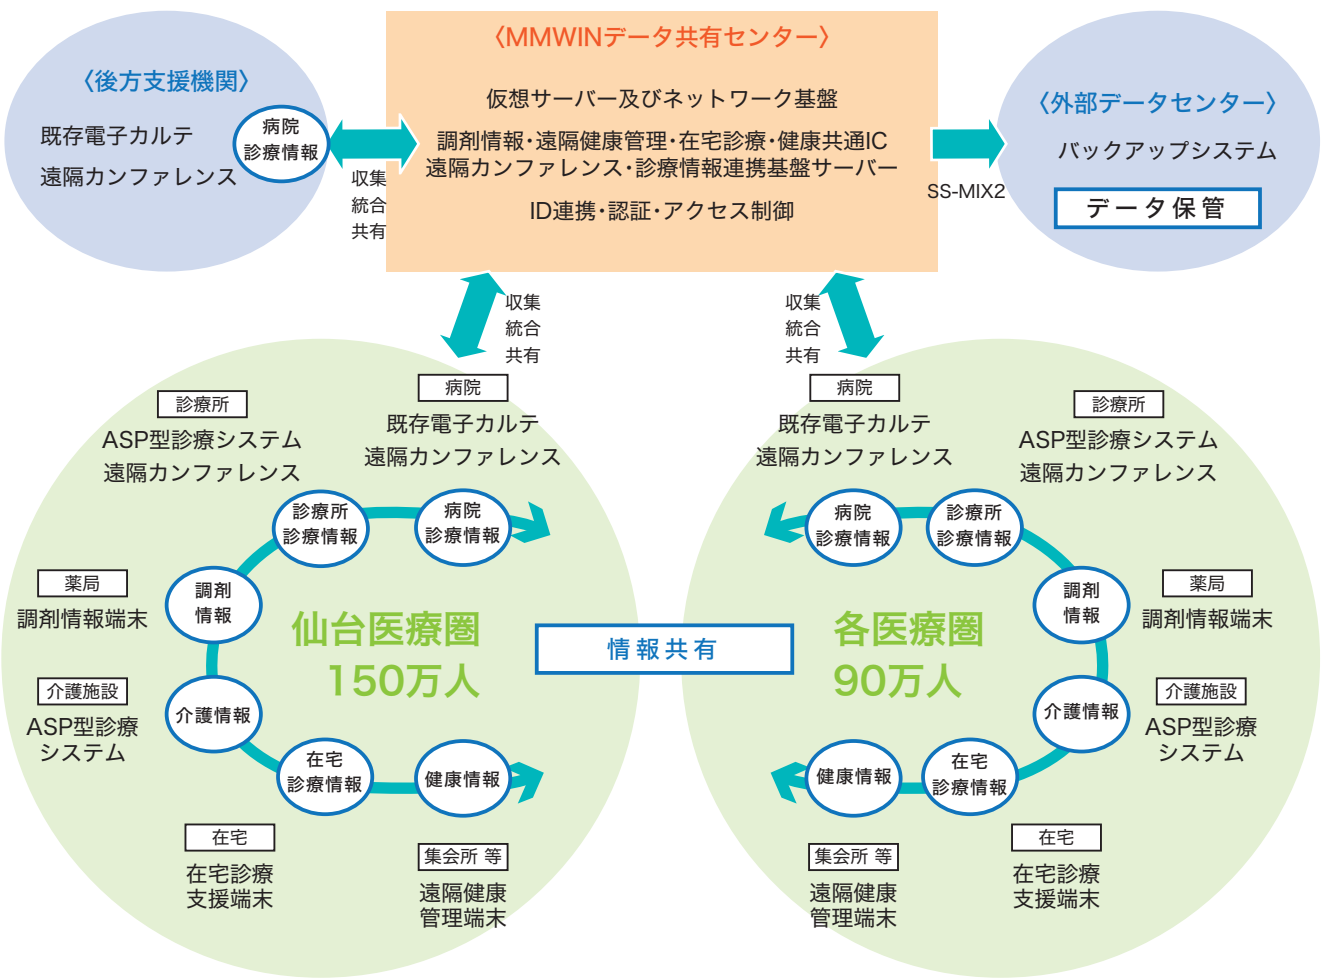 〈後方支援機関〉
既存電子カルテ
遠隔カンファレンス
病院
診療情報
収集
統合
共有
〈MMWINデータ共有センター〉
仮想サーバー及びネットワーク基盤
調剤情報・遠隔健康管理・在宅診療・健康共通IC
遠隔カンファレンス・診療情報連携基盤サーバー
ID連携・認証・アクセス制御
SS-MIX2
〈外部データセンター〉
バックアップシステム
データ保管
収集
統合
共有
収集
統合
共有
病院
既存電子カルテ
遠隔カンファレンス
診療所
ASP型診療システム
遠隔カンファレンス
診療所
診療情報
病院
診療情報
薬局
調剤情報端末
調剤
情報
仙台医療圏
150万人
介護施設
ASP型診療
システム
介護情報
在宅
診療情報
健康情報
在宅
在宅診療
支援端末
集会所 等
遠隔健康
管理端末
情報共有
病院
既存電子カルテ
遠隔カンファレンス
診療所
ASP型診療システム
遠隔カンファレンス
病院
診療情報
診療所
診療情報
調剤
情報
薬局
調剤情報端末
各医療圏
90万人
介護情報
介護施設
ASP型診療
システム
健康情報
在宅
診療情報
集会所 等
遠隔健康
管理端末
在宅
在宅診療
支援端末